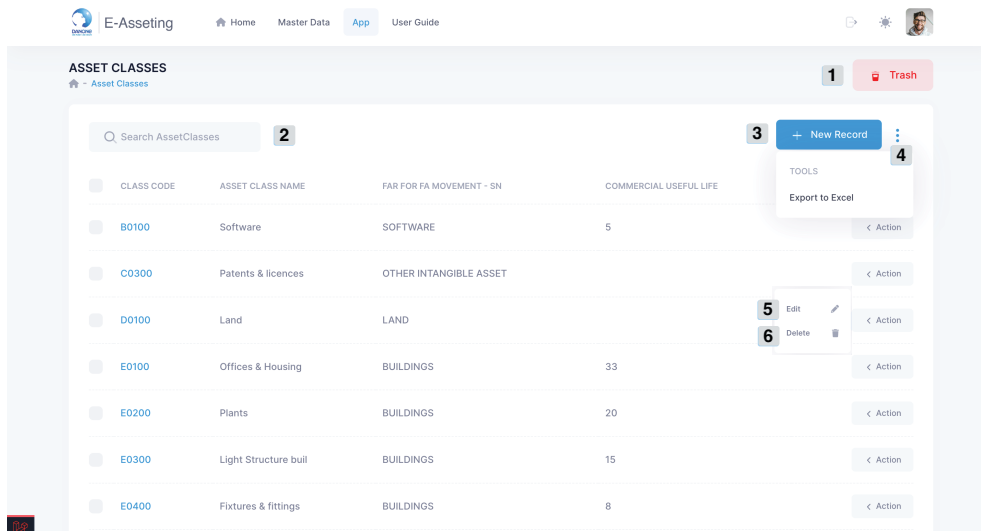 DANONE
E-Asseting
Home Master Data App User Guide
ASSET CLASSES
- Asset Classes
1
Trash
Search AssetClasses
2
3
+ New Record
4
TOOLS
Export to Excel
CLASS CODE ASSET CLASS NAME FAR FOR FA MOVEMENT - SN COMMERCIAL USEFUL LIFE
B0100 Software SOFTWARE 5 < Action
C0300 Patents & licences OTHER INTANGIBLE ASSET < Action
5 Edit
D0100 Land LAND < Action
6 Delete
E0100 Offices & Housing BUILDINGS 33 < Action
E0200 Plants BUILDINGS 20 < Action
E0300 Light Structure buil BUILDINGS 15 < Action
E0400 Fixtures & fittings BUILDINGS 8 < Action